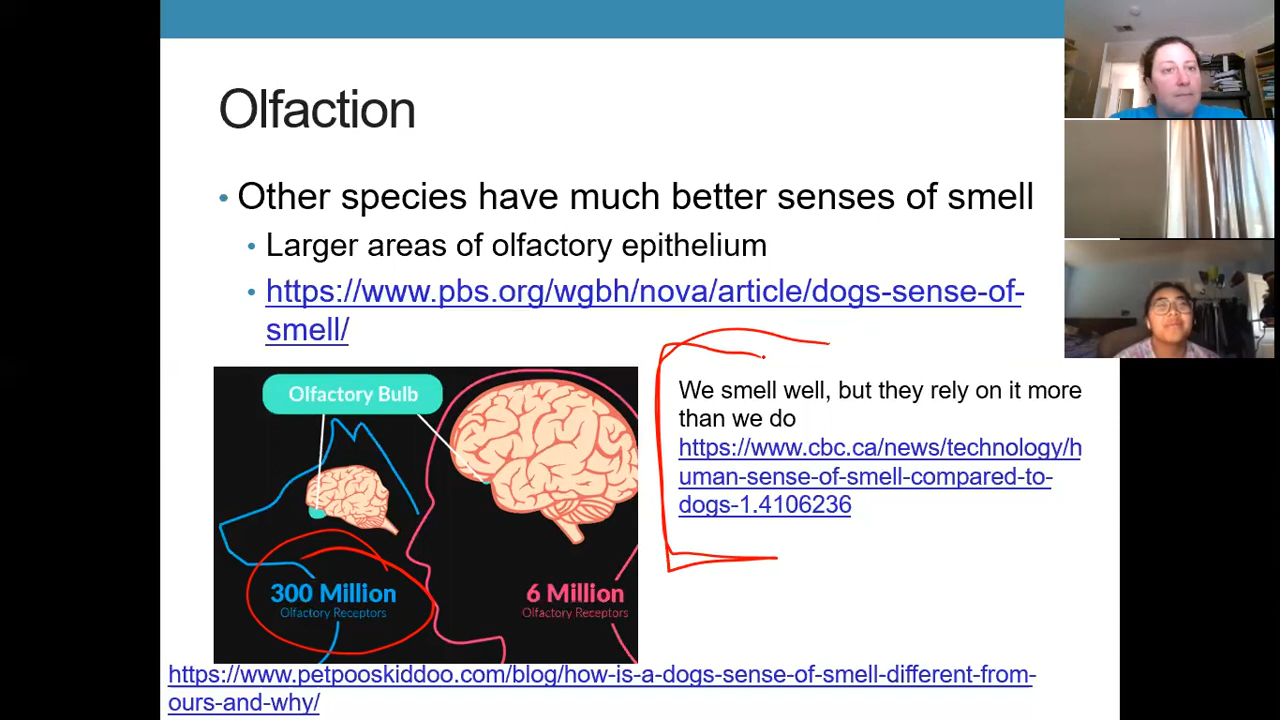 Olfaction
• Other species have much better senses of smell
• Larger areas of olfactory epithelium
• https://www.pbs.org/wgbh/nova/article/dogs-sense-of-
smell/
Olfactory Bulb
300 Million
Olfactory Receptors
6 Million
Olfactory Receptors
We smell well, but they rely on it more
than we do
https://www.cbc.ca/news/technology/h
uman-sense-of-smell-compared-to-
dogs-1.4106236
https://www.petpooskiddoo.com/blog/how-is-a-dogs-sense-of-smell-different-from-
ours-and-why/